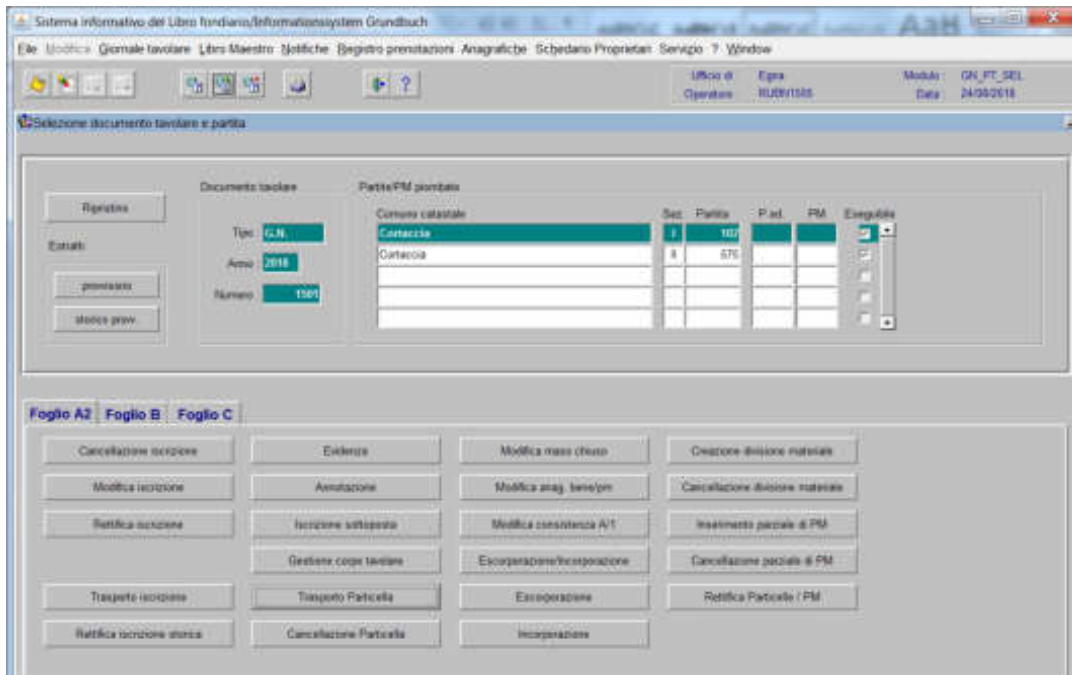 Sistema informativo del Libro fondiario/Informationssystem Grundbuch
File Modifica Giornale tavolare Libro Maestro Notifiche Registro prenotazioni Anagrafiche Schedario Proprietari Servizio ? Window
Ufficio di Egna Modulo GN_PT_SEL
Operatore Data 24/08/2018
Selezione documento tavolare e partita
Documento tavolare Partite/PM piombate
Ripristina
Comune catastale Sez Partita P.ed. PM Eseguibile
Tipo G.N. Cortaccia I 102
Estratti
Anno 2018 Cortaccia II 576
provvisorio
Numero 1501
storico provv.
Foglio A2 Foglio B Foglio C
Cancellazione iscrizione Evidenza Modifica maso chiuso Creazione divisione materiale
Modifica iscrizione Annotazione Modifica anag. bene/pm Cancellazione divisione materiale
Rettifica iscrizione Iscrizione sottoposta Modifica consistenza A/1 Inserimento parziale di PM
Gestione corpo tavolare Escorporazione/Incorporazione Cancellazione parziale di PM
Trasporto iscrizione Trasporto Particella Escorporazione Rettifica Particelle / PM
Rettifica iscrizione storica Cancellazione Particella Incorporazione